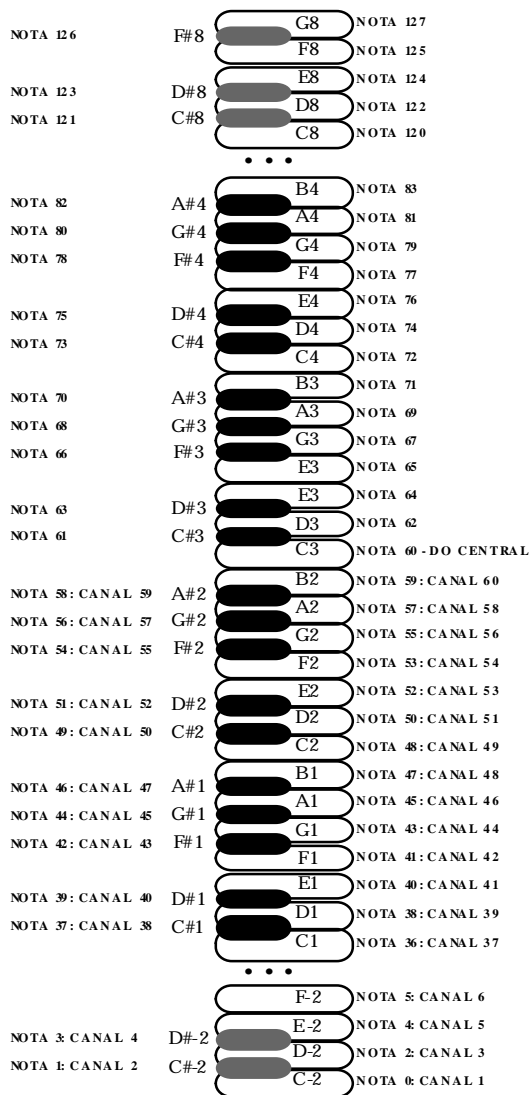 G8 NOTA 127
NOTA 126 F#8
F8 NOTA 125
E8 NOTA 124
NOTA 123 D#8
D8 NOTA 122
NOTA 121 C#8
C8 NOTA 120
• • •
B4 NOTA 83
NOTA 82 A#4
A4 NOTA 81
NOTA 80 G#4
G4 NOTA 79
NOTA 78 F#4
F4 NOTA 77
E4 NOTA 76
NOTA 75 D#4
D4 NOTA 74
NOTA 73 C#4
C4 NOTA 72
B3 NOTA 71
NOTA 70 A#3
A3 NOTA 69
NOTA 68 G#3
G3 NOTA 67
NOTA 66 F#3
E3 NOTA 65
E3 NOTA 64
NOTA 63 D#3
D3 NOTA 62
NOTA 61 C#3
C3 NOTA 60 - DO CENTRAL
B2 NOTA 59: CANAL 60
NOTA 58: CANAL 59 A#2
A2 NOTA 57: CANAL 58
NOTA 56: CANAL 57 G#2
G2 NOTA 55: CANAL 56
NOTA 54: CANAL 55 F#2
F2 NOTA 53: CANAL 54
E2 NOTA 52: CANAL 53
NOTA 51: CANAL 52 D#2
D2 NOTA 50: CANAL 51
NOTA 49: CANAL 50 C#2
C2 NOTA 48: CANAL 49
B1 NOTA 47: CANAL 48
NOTA 46: CANAL 47 A#1
A1 NOTA 45: CANAL 46
NOTA 44: CANAL 45 G#1
G1 NOTA 43: CANAL 44
NOTA 42: CANAL 43 F#1
F1 NOTA 41: CANAL 42
E1 NOTA 40: CANAL 41
NOTA 39: CANAL 40 D#1
D1 NOTA 38: CANAL 39
NOTA 37: CANAL 38 C#1
C1 NOTA 36: CANAL 37
• • •
F-2 NOTA 5: CANAL 6
E-2 NOTA 4: CANAL 5
NOTA 3: CANAL 4 D#-2
D-2 NOTA 2: CANAL 3
NOTA 1: CANAL 2 C#-2
C-2 NOTA 0: CANAL 1